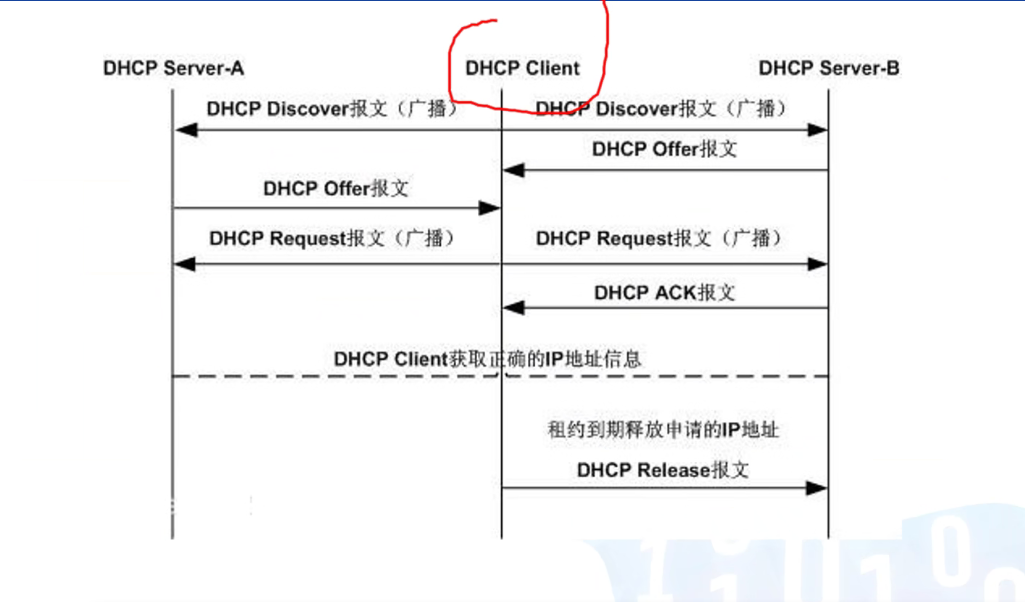 DHCP Server-A
DHCP Client
DHCP Server-B
DHCP Discover报文（广播）
DHCP Discover报文（广播）
DHCP Offer报文
DHCP Offer报文
DHCP Request报文（广播）
DHCP Request报文（广播）
DHCP ACK报文
DHCP Client获取正确的IP地址信息
租约到期释放申请的IP地址
DHCP Release报文